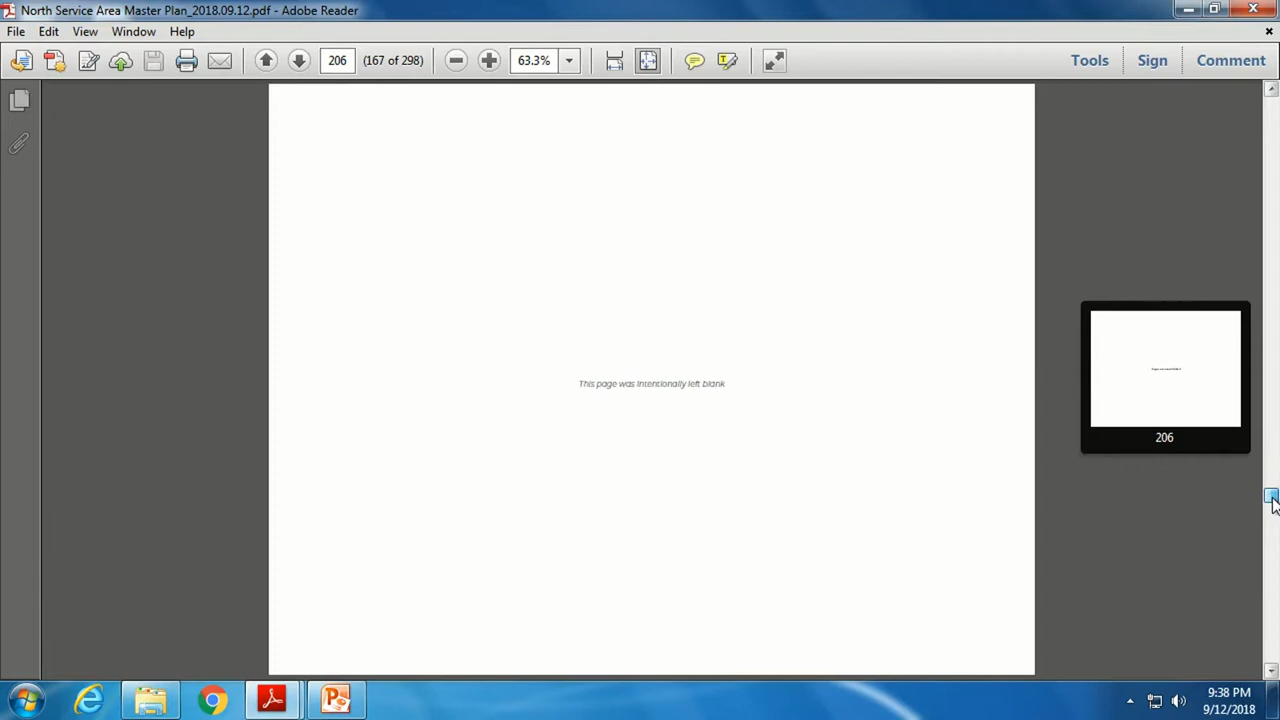 North Service Area Master Plan_2018.09.12.pdf - Adobe Reader
File Edit View Window Help
206 (167 of 298) 63.3% Tools Sign Comment
This page was intentionally left blank
206
9:38 PM
9/12/2018